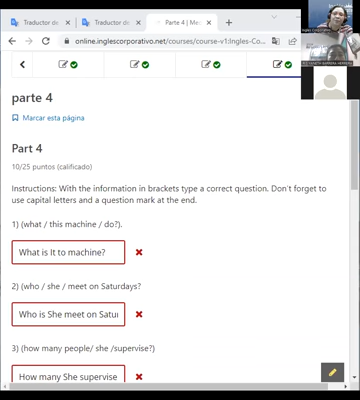 Traductor de
Traductor de
Parte 4 | Med
online.inglescorporativo.net/courses/course-v1:Ingles-Co...
parte 4
Marcar esta página
Part 4
10/25 puntos (calificado)
Instructions: With the information in brackets type a correct question. Don't forget to
use capital letters and a question mark at the end.
1) (what / this machine / do?).
What is It to machine?
2) (who / she / meet on Saturdays?
Who is She meet on Satur
3) (how many people/ she /supervise?)
How many She supervise